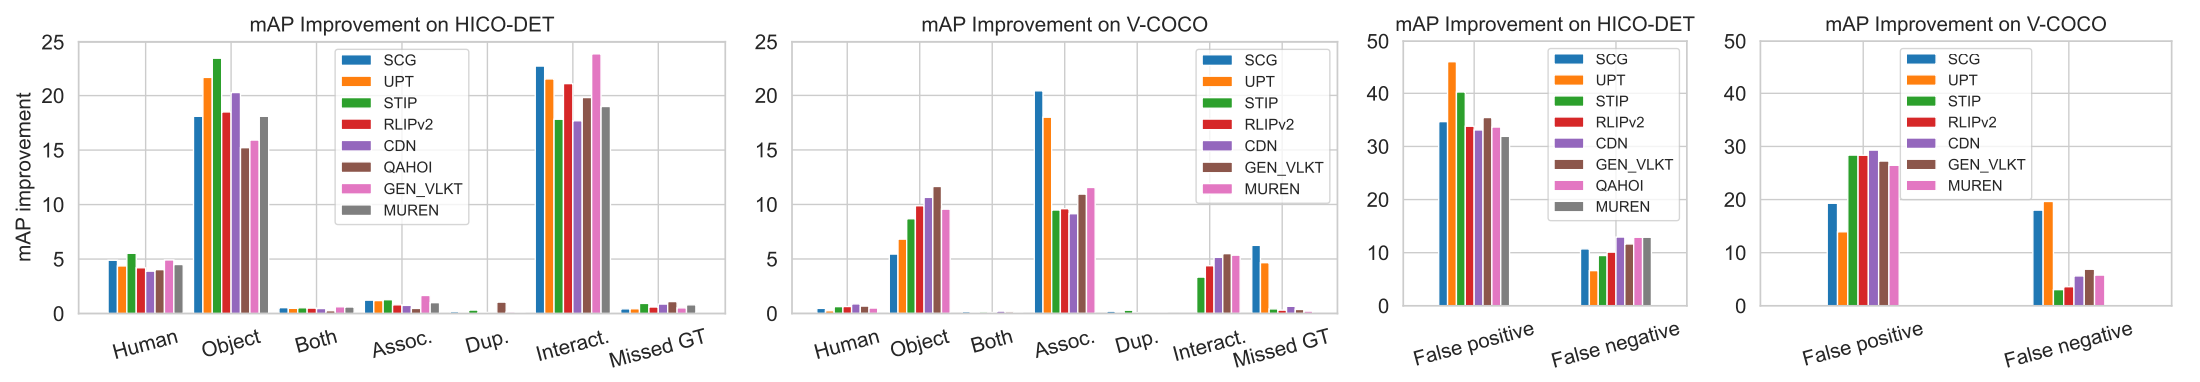 mAP Improvement on HICO-DET
mAP improvement
25
20
15
10
5
0
SCG
UPT
STIP
RLIPv2
CDN
QAHOI
GEN_VLKT
MUREN
Human
Object
Both
Assoc.
Dup.
Interact.
Missed GT
mAP Improvement on V-COCO
25
20
15
10
5
0
SCG
UPT
STIP
RLIPv2
CDN
GEN_VLKT
MUREN
Human
Object
Both
Assoc.
Dup.
Interact.
Missed GT
mAP Improvement on HICO-DET
50
40
30
20
10
0
SCG
UPT
STIP
RLIPv2
CDN
GEN_VLKT
QAHOI
MUREN
False positive
False negative
mAP Improvement on V-COCO
50
40
30
20
10
0
SCG
UPT
STIP
RLIPv2
CDN
GEN_VLKT
MUREN
False positive
False negative